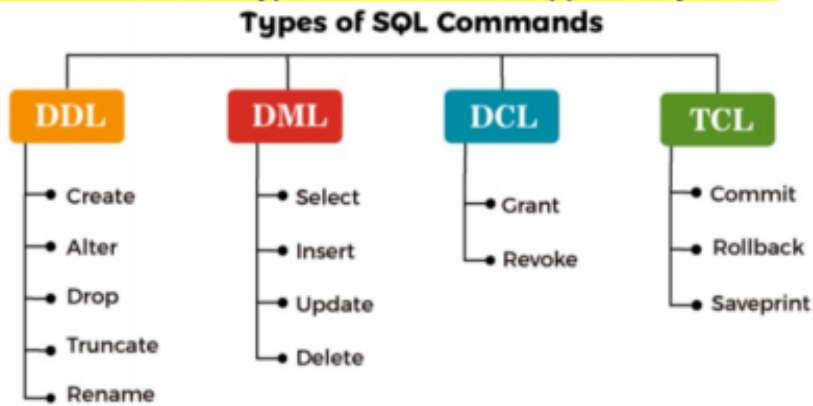 Types of SQL Commands
DDL
Create
Alter
Drop
Truncate
Rename
DML
Select
Insert
Update
Delete
DCL
Grant
Revoke
TCL
Commit
Rollback
Saveprint